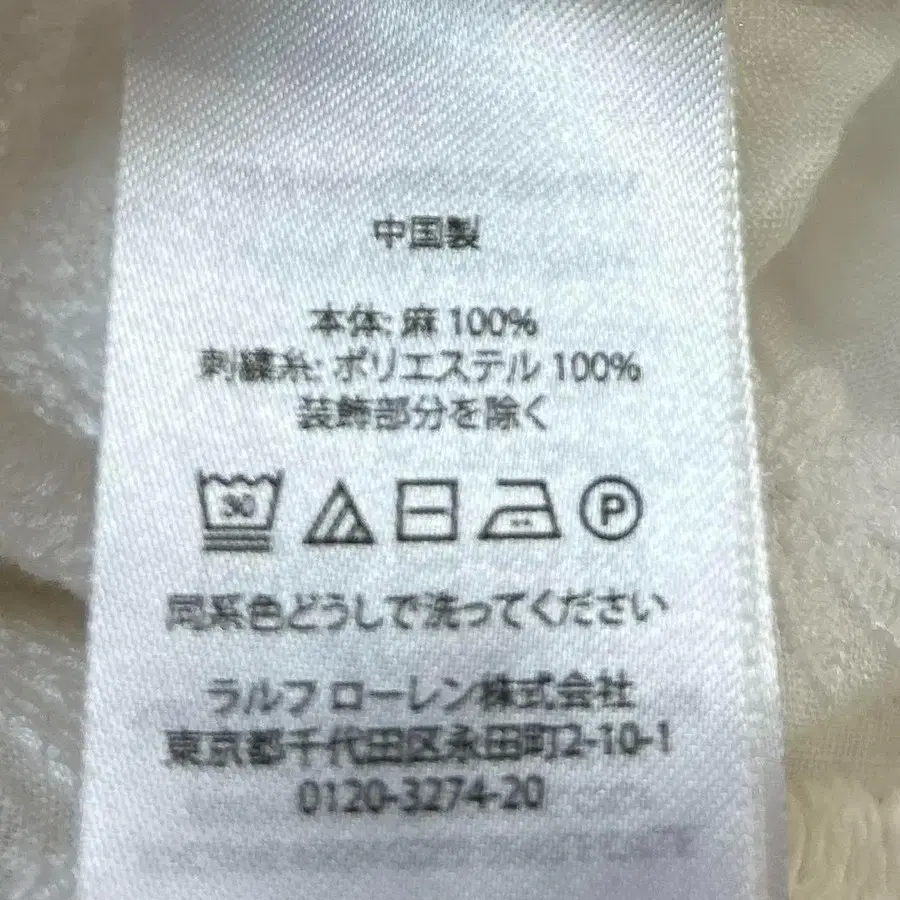 中国製
本体: 麻 100%
刺繍糸: ポリエステル 100%
装飾部分を除く
30
P
同系色どうしで洗ってください
ラルフ ローレン株式会社
東京都千代田区永田町2-10-1
0120-3274-20